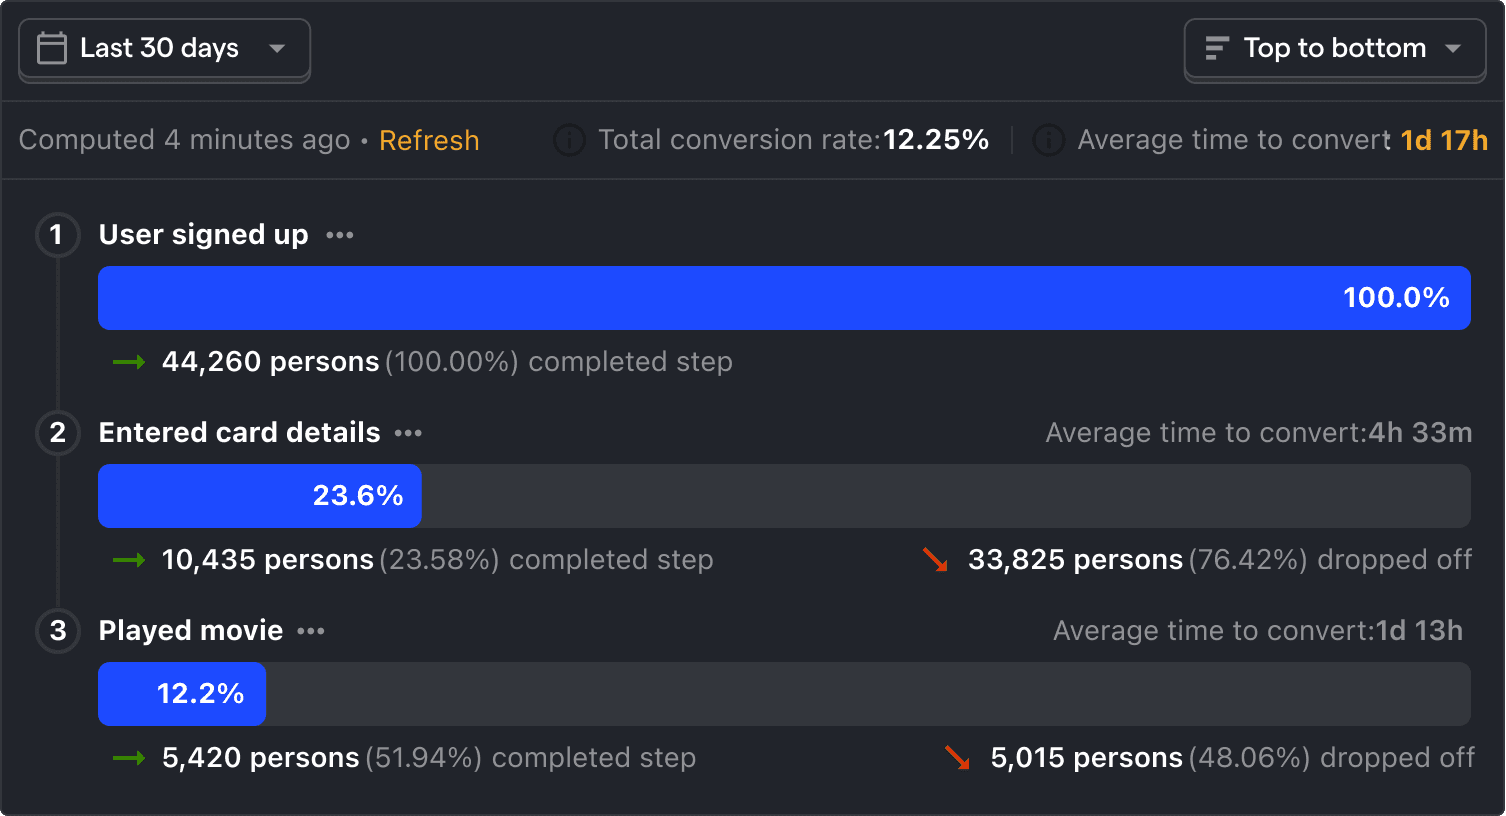 Last 30 days
Top to bottom
Computed 4 minutes ago • Refresh
Total conversion rate:12.25%
Average time to convert 1d 17h
1 User signed up •••
100.0%
44,260 persons (100.00%) completed step
2 Entered card details •••
Average time to convert:4h 33m
23.6%
10,435 persons (23.58%) completed step
33,825 persons (76.42%) dropped off
3 Played movie •••
Average time to convert:1d 13h
12.2%
5,420 persons (51.94%) completed step
5,015 persons (48.06%) dropped off